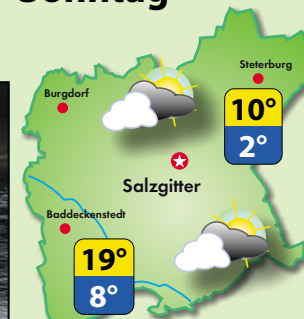 Sonntag
Steterburg
Burgdorf
10°
2°
Salzgitter
Baddeckenstedt
19°
8°